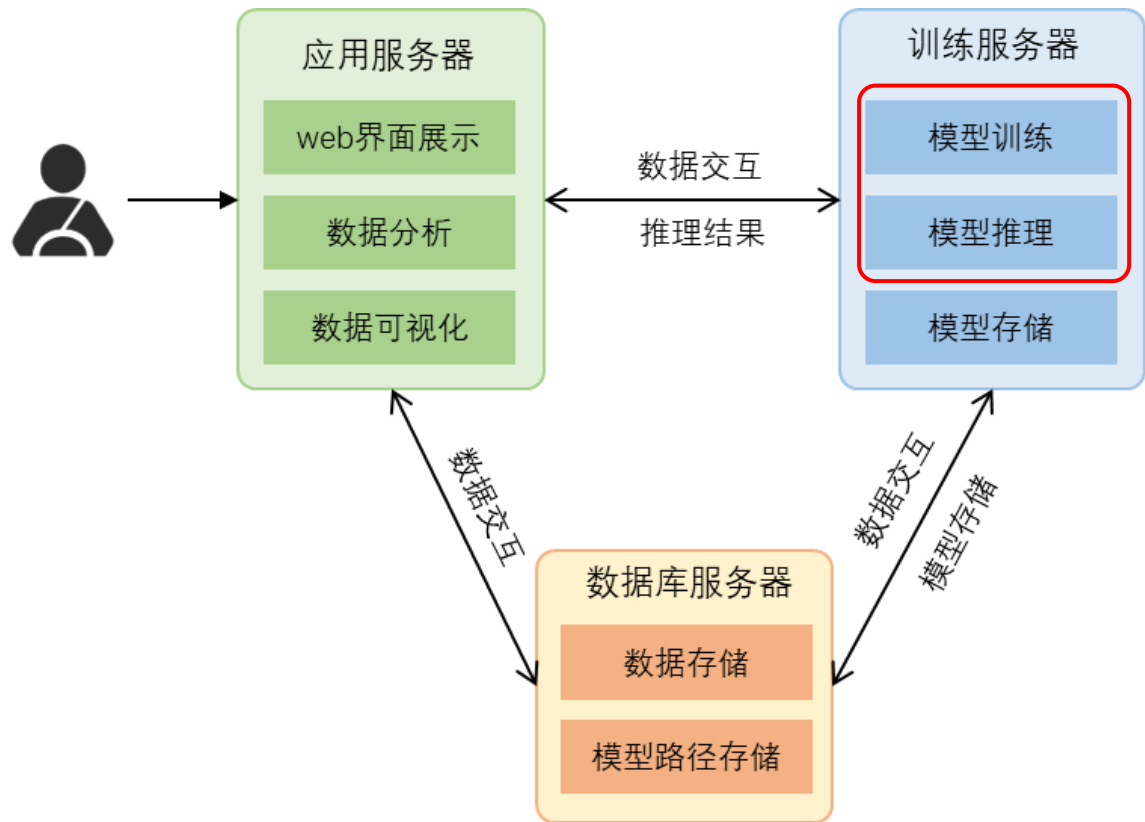 应用服务器
web界面展示
数据分析
数据可视化
数据交互
推理结果
训练服务器
模型训练
模型推理
模型存储
数据交互
数据交互
模型存储
数据库服务器
数据存储
模型路径存储